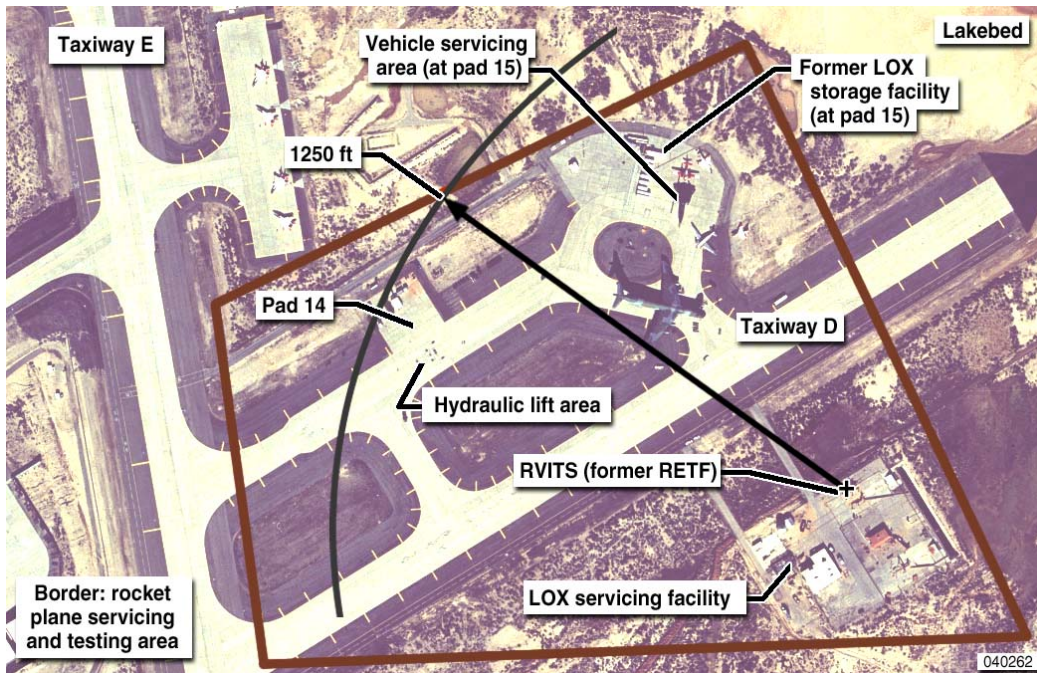 Taxiway E
Vehicle servicing
area (at pad 15)
Lakebed
Former LOX
storage facility
(at pad 15)
1250 ft
Pad 14
Taxiway D
Hydraulic lift area
RVITS (former RETF)
LOX servicing facility
Border: rocket
plane servicing
and testing area
040262